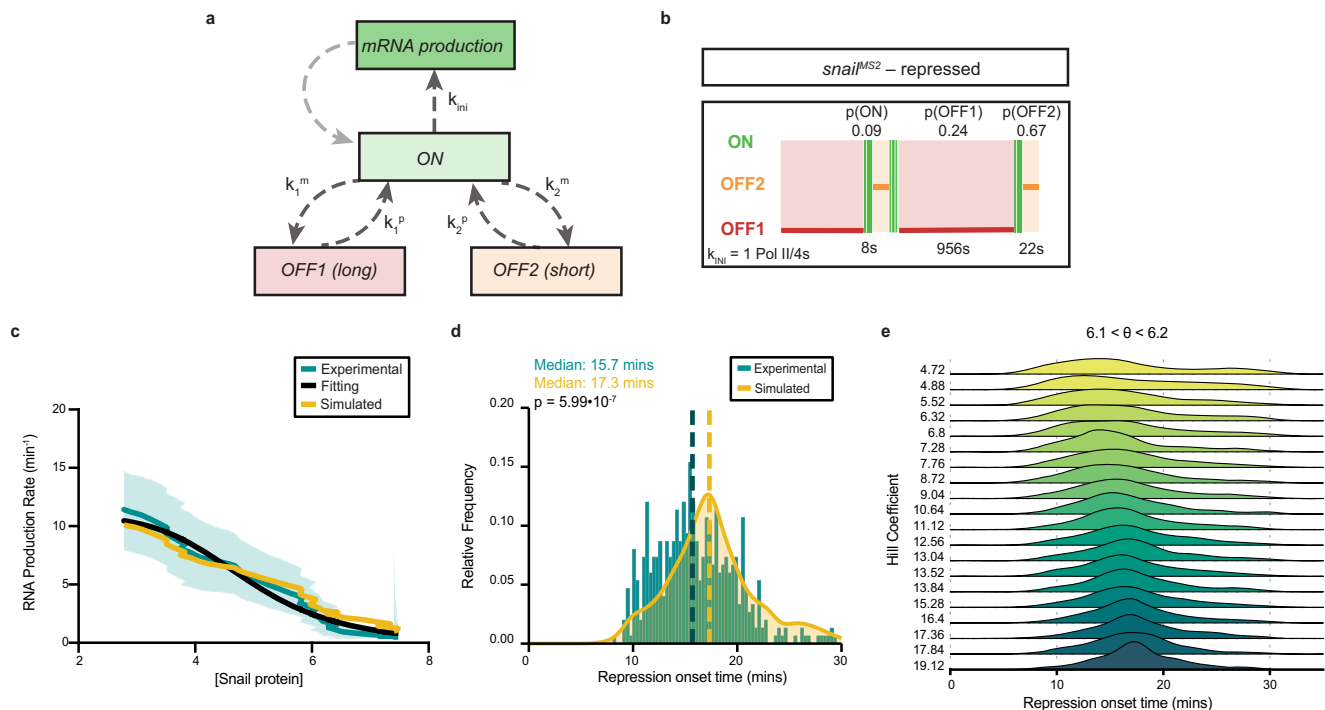 a
mRNA production
k_ini
ON
k_1^m
k_1^p
k_2^p
k_2^m
OFF1 (long)
OFF2 (short)
b
snail^MS2 – repressed
p(ON) p(OFF1) p(OFF2)
0.09 0.24 0.67
ON
OFF2
OFF1
k_INI = 1 Pol II/4s
8s 956s 22s
c
Experimental
Fitting
Simulated
RNA Production Rate (min^-1)
20
15
10
5
0
2 4 6 8
[Snail protein]
d
Median: 15.7 mins
Median: 17.3 mins
p = 5.99•10^-7
Experimental
Simulated
Relative Frequency
0.20
0.15
0.10
0.05
0.00
0 10 20 30
Repression onset time (mins)
e
6.1 < θ < 6.2
Hill Coefficient
4.72
4.88
5.52
6.32
6.8
7.28
7.76
8.72
9.04
10.64
11.12
12.56
13.04
13.52
13.84
15.28
16.4
17.36
17.84
19.12
0 10 20 30
Repression onset time (mins)